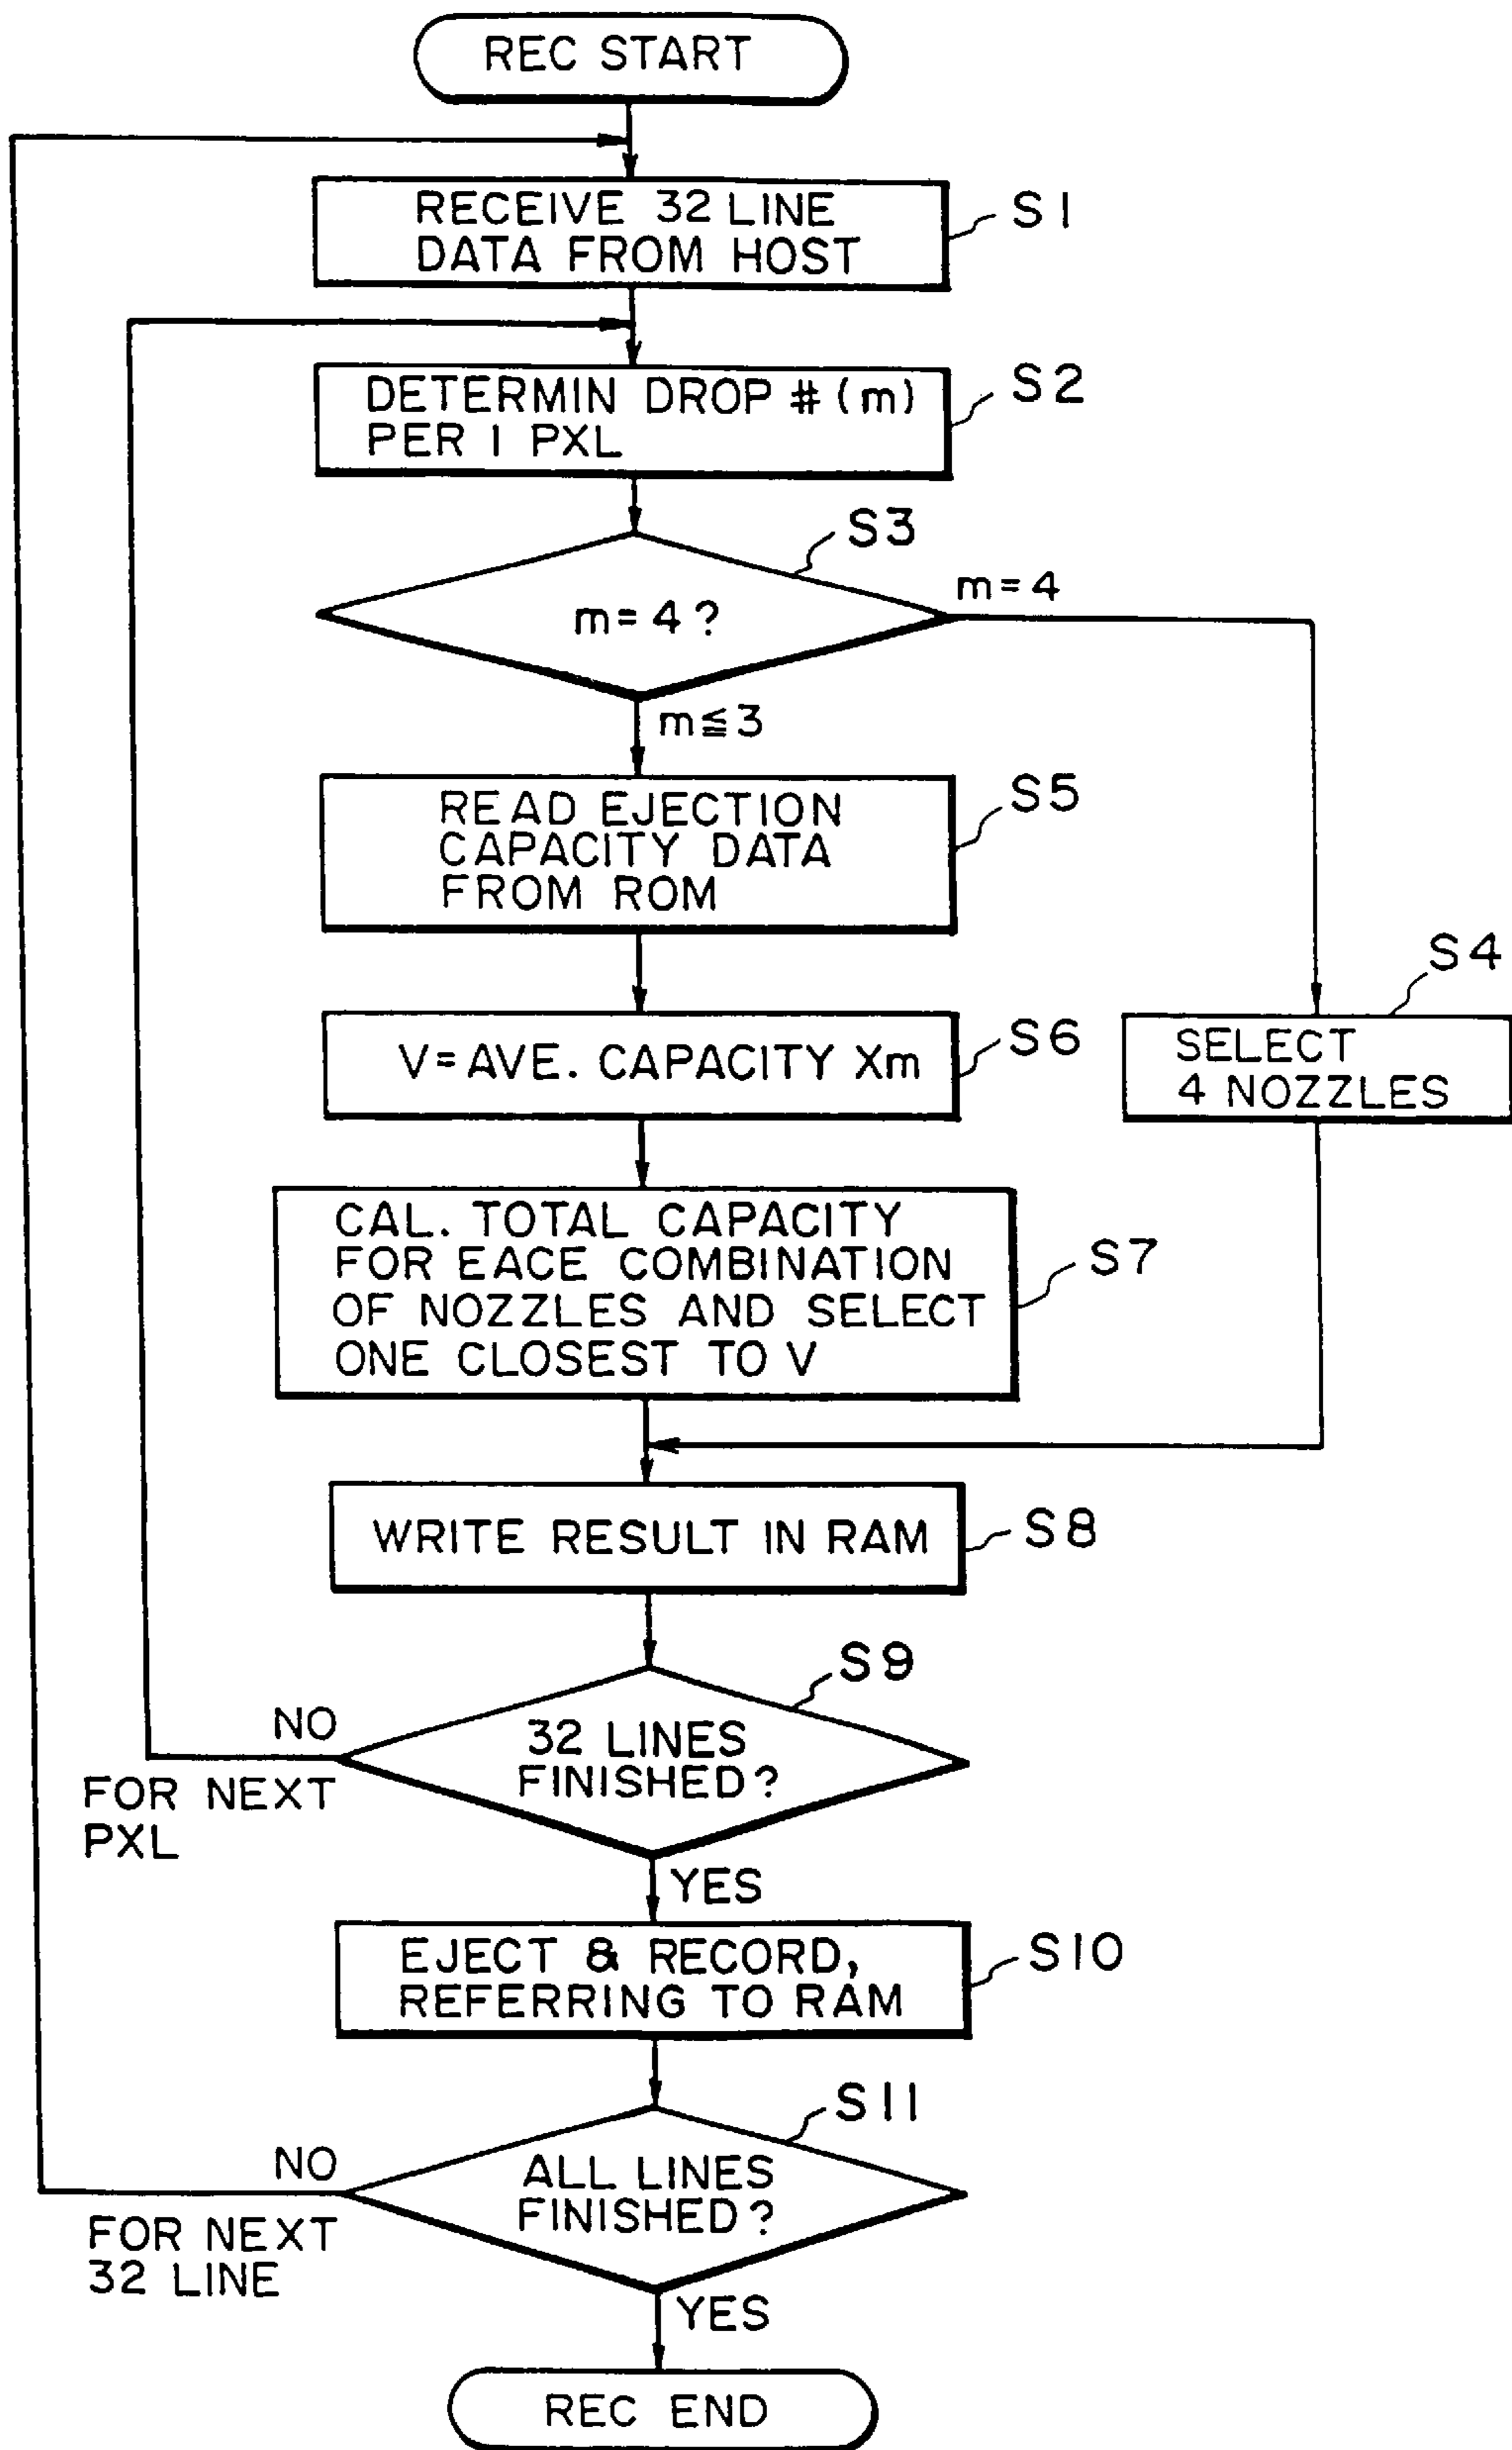 REC START
RECEIVE 32 LINE
DATA FROM HOST
S1
DETERMIN DROP # (m)
PER 1 PXL
S2
S3
m=4?
m=4
m≦3
READ EJECTION
CAPACITY DATA
FROM ROM
S5
S4
SELECT
4 NOZZLES
V=AVE. CAPACITY Xm
S6
CAL. TOTAL CAPACITY
FOR EACE COMBINATION
OF NOZZLES AND SELECT
ONE CLOSEST TO V
S7
WRITE RESULT IN RAM
S8
S9
32 LINES
FINISHED?
NO
FOR NEXT
PXL
YES
EJECT & RECORD,
REFERRING TO RAM
S10
S11
ALL LINES
FINISHED?
NO
FOR NEXT
32 LINE
YES
REC END